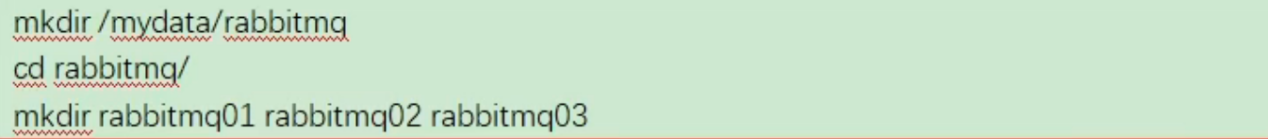 mkdir /mydata/rabbitmq
cd rabbitmq/
mkdir rabbitmq01 rabbitmq02 rabbitmq03